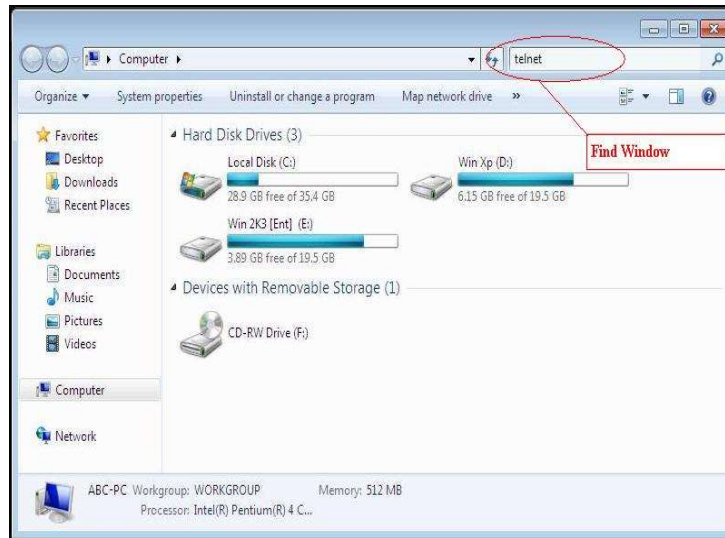 Computer
telnet
Organize
System properties
Uninstall or change a program
Map network drive
»
Find Window
Favorites
Desktop
Downloads
Recent Places
Libraries
Documents
Music
Pictures
Videos
Computer
Network
Hard Disk Drives (3)
Local Disk (C:)
28.9 GB free of 35.4 GB
Win Xp (D:)
6.15 GB free of 19.5 GB
Win 2K3 [Ent] (E:)
3.89 GB free of 19.5 GB
Devices with Removable Storage (1)
CD-RW Drive (F:)
ABC-PC Workgroup: WORKGROUP Memory: 512 MB
Processor: Intel(R) Pentium(R) 4 C...